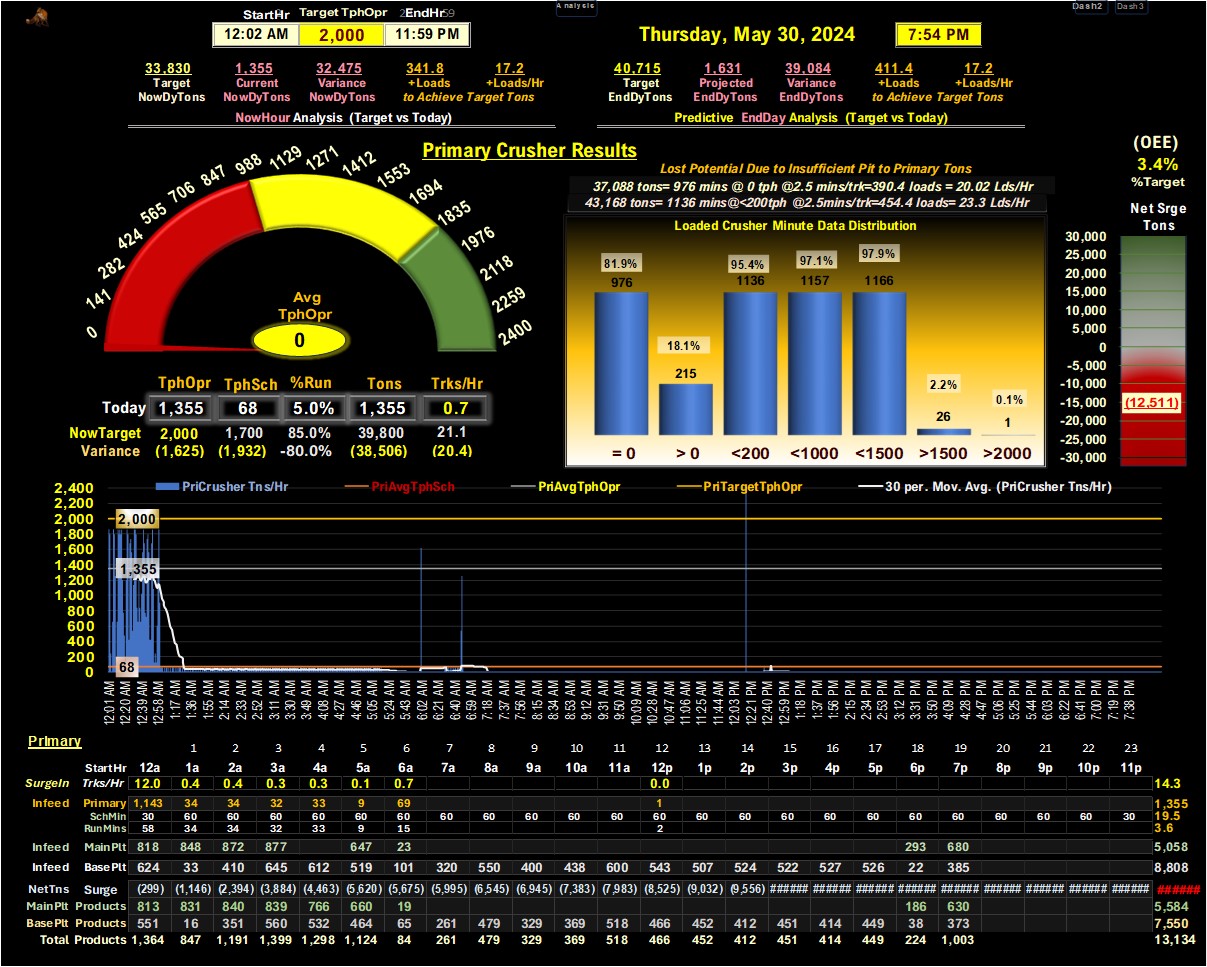 StartHr Target TphOpr EndHr Analysis Dash2 Dash3
12:02 AM 2,000 11:59 PM Thursday, May 30, 2024 7:54 PM
33,830 1,355 32,475 341.8 17.2 40,715 1,631 39,084 411.4 17.2
Target Current Variance +Loads +Loads/Hr Target Projected Variance +Loads +Loads/Hr
NowDyTons NowDyTons NowDyTons to Achieve Target Tons EndDyTons EndDyTons EndDyTons to Achieve Target Tons
NowHour Analysis (Target vs Today) Predictive EndDay Analysis (Target vs Today)
Primary Crusher Results
(OEE)
3.4%
%Target
Net Srge
Tons
30,000
25,000
20,000
15,000
10,000
5,000
0
-5,000
-10,000
(12,511)
-15,000
-20,000
-25,000
-30,000
0 141 282 424 565 706 847 988 1129 1271 1412 1553 1694 1835 1976 2118 2259 2400
Avg
TphOpr
0
Lost Potential Due to Insufficient Pit to Primary Tons
37,088 tons= 976 mins @ 0 tph @2.5 mins/trk=390.4 loads = 20.02 Lds/Hr
43,168 tons= 1136 mins@<200tph @2.5mins/trk=454.4 loads= 23.3 Lds/Hr
Loaded Crusher Minute Data Distribution
81.9% 18.1% 95.4% 97.1% 97.9% 2.2% 0.1%
976 215 1136 1157 1166 26 1
= 0 > 0 <200 <1000 <1500 >1500 >2000
TphOpr TphSch %Run Tons Trks/Hr
Today 1,355 68 5.0% 1,355 0.7
NowTarget 2,000 1,700 85.0% 39,800 21.1
Variance (1,625) (1,932) -80.0% (38,506) (20.4)
PriCrusher Tns/Hr PriAvgTphSch PriAvgTphOpr PriTargetTphOpr 30 per. Mov. Avg. (PriCrusher Tns/Hr)
2,400
2,200
2,000 2,000
1,800
1,600
1,400
1,355
1,200
1,000
800
600
400
200
68
0
12:01 AM 12:20 AM 12:39 AM 12:58 AM 1:17 AM 1:36 AM 1:55 AM 2:14 AM 2:33 AM 2:52 AM 3:11 AM 3:30 AM 3:49 AM 4:08 AM 4:27 AM 4:46 AM 5:05 AM 5:24 AM 5:43 AM 6:02 AM 6:21 AM 6:40 AM 6:59 AM 7:18 AM 7:37 AM 7:56 AM 8:15 AM 8:34 AM 8:53 AM 9:12 AM 9:31 AM 9:50 AM 10:09 AM 10:28 AM 10:47 AM 11:06 AM 11:25 AM 11:44 AM 12:03 PM 12:21 PM 12:40 PM 12:59 PM 1:18 PM 1:37 PM 1:56 PM 2:15 PM 2:34 PM 2:53 PM 3:12 PM 3:31 PM 3:50 PM 4:09 PM 4:28 PM 4:47 PM 5:06 PM 5:25 PM 5:44 PM 6:03 PM 6:22 PM 6:41 PM 7:00 PM 7:19 PM 7:38 PM
Primary
1 2 3 4 5 6 7 8 9 10 11 12 13 14 15 16 17 18 19 20 21 22 23
StartHr 12a 1a 2a 3a 4a 5a 6a 7a 8a 9a 10a 11a 12p 1p 2p 3p 4p 5p 6p 7p 8p 9p 10p 11p
SurgeIn Trks/Hr 12.0 0.4 0.4 0.3 0.3 0.1 0.7 0.0 14.3
Infeed Primary 1,143 34 34 32 33 9 69 1 1,355
SchMin 30 60 60 60 60 60 60 60 60 60 60 60 60 60 60 60 60 60 60 60 60 60 60 30 19.5
RunMins 58 34 34 32 33 9 15 2 3.6
Infeed MainPlt 818 848 872 877 647 23 293 680 5,058
Infeed BasePlt 624 33 410 645 612 519 101 320 550 400 438 600 543 507 524 522 527 526 22 385 8,808
NetTns Surge (299) (1,146) (2,394) (3,884) (4,463) (5,620) (5,675) (5,995) (6,545) (6,945) (7,383) (7,983) (8,525) (9,032) (9,556) ###### ###### ###### ###### ###### ###### ###### ###### ###### ######
MainPlt Products 813 831 840 839 766 660 19 186 630 5,584
BasePlt Products 551 16 351 560 532 464 65 261 479 329 369 518 466 452 412 451 414 449 38 373 7,550
Total Products 1,364 847 1,191 1,399 1,298 1,124 84 261 479 329 369 518 466 452 412 451 414 449 224 1,003 13,134